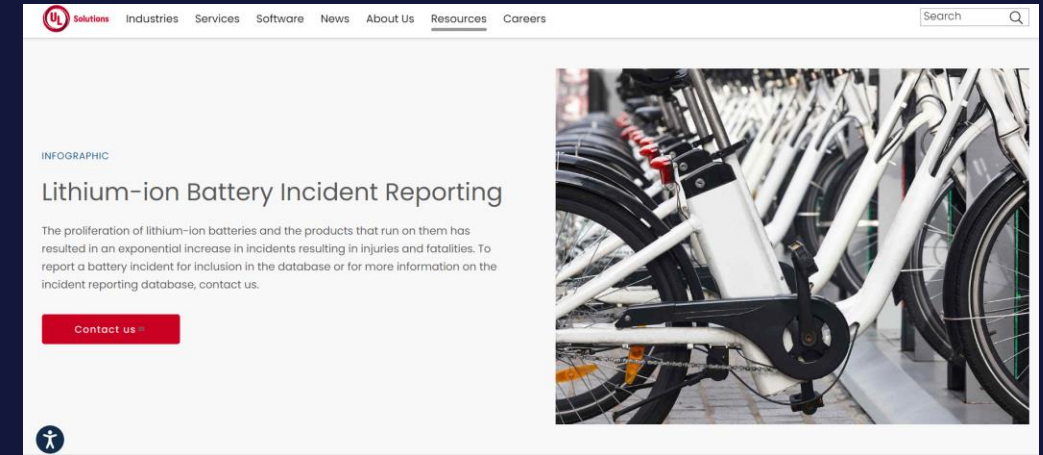 UL Solutions Industries Services Software News About Us Resources Careers Search
INFOGRAPHIC
Lithium-ion Battery Incident Reporting
The proliferation of lithium-ion batteries and the products that run on them has
resulted in an exponential increase in incidents resulting in injuries and fatalities. To
report a battery incident for inclusion in the database or for more information on the
incident reporting database, contact us.
Contact us